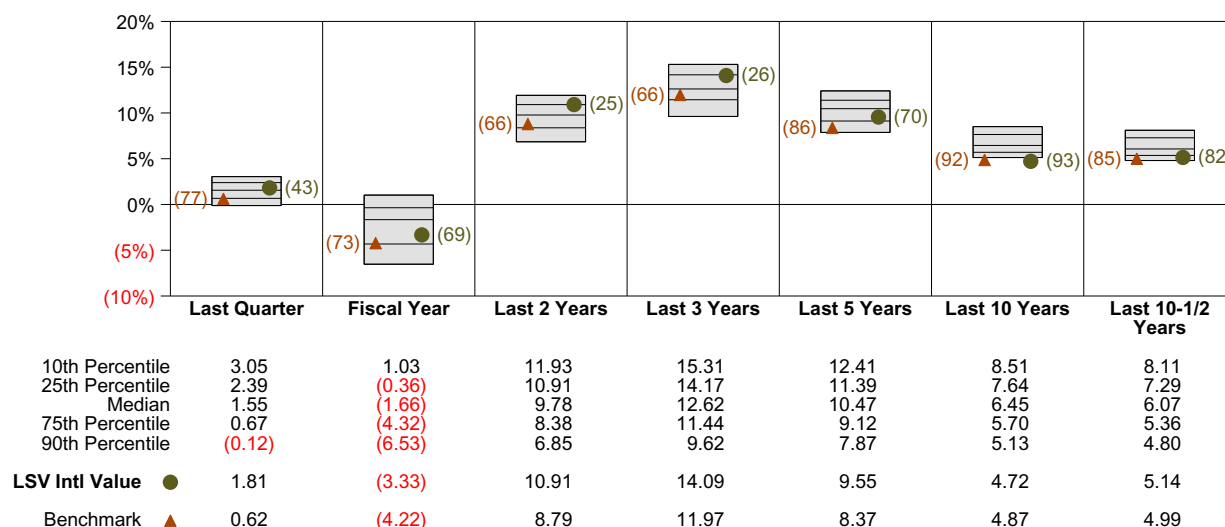 20%
15%
10%
5%
0%
(5%)
(10%)
(77) (43)
(73) (69)
(66) (25)
(66) (26)
(86) (70)
(92) (93)
(85) (82
Last Quarter Fiscal Year Last 2 Years Last 3 Years Last 5 Years Last 10 Years Last 10-1/2
Years
10th Percentile 3.05 1.03 11.93 15.31 12.41 8.51 8.11
25th Percentile 2.39 (0.36) 10.91 14.17 11.39 7.64 7.29
Median 1.55 (1.66) 9.78 12.62 10.47 6.45 6.07
75th Percentile 0.67 (4.32) 8.38 11.44 9.12 5.70 5.36
90th Percentile (0.12) (6.53) 6.85 9.62 7.87 5.13 4.80
LSV Intl Value 1.81 (3.33) 10.91 14.09 9.55 4.72 5.14
Benchmark 0.62 (4.22) 8.79 11.97 8.37 4.87 4.99